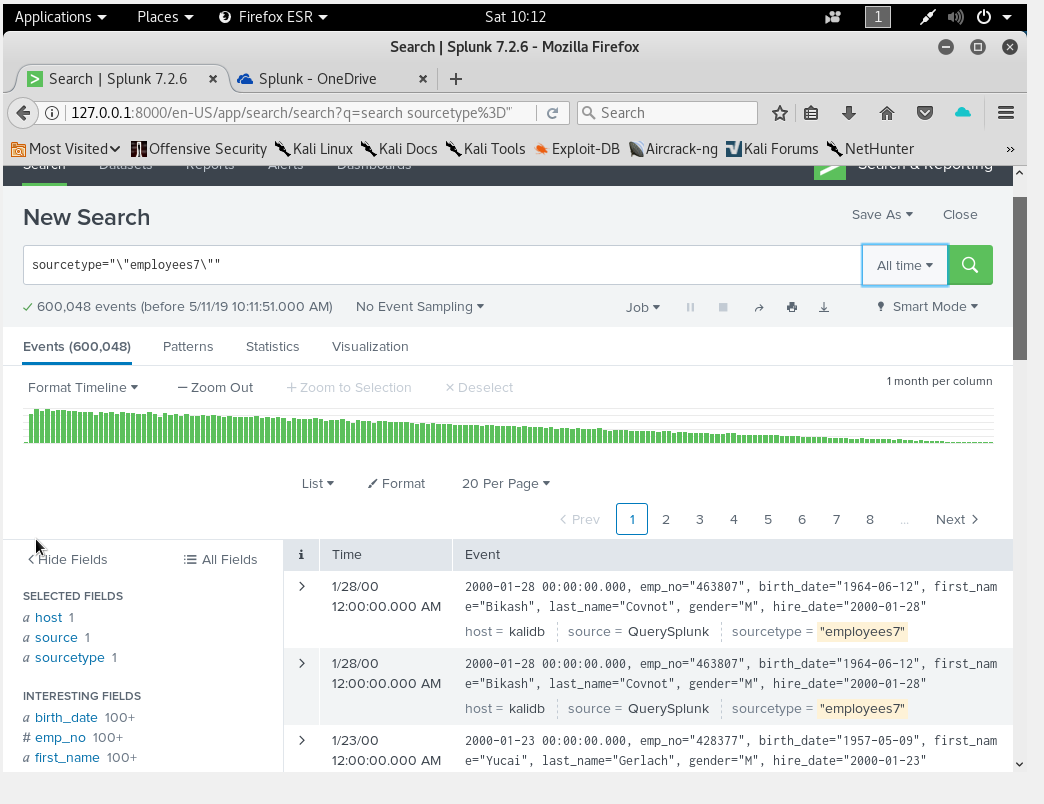 Applications Places Firefox ESR Sat 10:12 1
Search | Splunk 7.2.6 - Mozilla Firefox
Search | Splunk 7.2.6 Splunk - OneDrive
127.0.0.1:8000/en-US/app/search/search?q=search sourcetype%3D"' Search
Most Visited Offensive Security Kali Linux Kali Docs Kali Tools Exploit-DB Aircrack-ng Kali Forums NetHunter »
Search Datasets Reports Alerts Dashboards Search & Reporting
New Search Save As Close
sourcetype="\"employees7\"" All time
600,048 events (before 5/11/19 10:11:51.000 AM) No Event Sampling Job Smart Mode
Events (600,048) Patterns Statistics Visualization
Format Timeline — Zoom Out + Zoom to Selection × Deselect 1 month per column
List Format 20 Per Page
< Prev 1 2 3 4 5 6 7 8 ... Next >
< Hide Fields All Fields i Time Event
SELECTED FIELDS
a host 1
a source 1
a sourcetype 1
INTERESTING FIELDS
a birth_date 100+
# emp_no 100+
a first_name 100+
> 1/28/00 2000-01-28 00:00:00.000, emp_no="463807", birth_date="1964-06-12", first_nam
12:00:00.000 AM e="Bikash", last_name="Covnot", gender="M", hire_date="2000-01-28"
host = kalidb source = QuerySplunk sourcetype = "employees7"
> 1/28/00 2000-01-28 00:00:00.000, emp_no="463807", birth_date="1964-06-12", first_nam
12:00:00.000 AM e="Bikash", last_name="Covnot", gender="M", hire_date="2000-01-28"
host = kalidb source = QuerySplunk sourcetype = "employees7"
> 1/23/00 2000-01-23 00:00:00.000, emp_no="428377", birth_date="1957-05-09", first_nam
12:00:00.000 AM e="Yucai", last_name="Gerlach", gender="M", hire_date="2000-01-23"